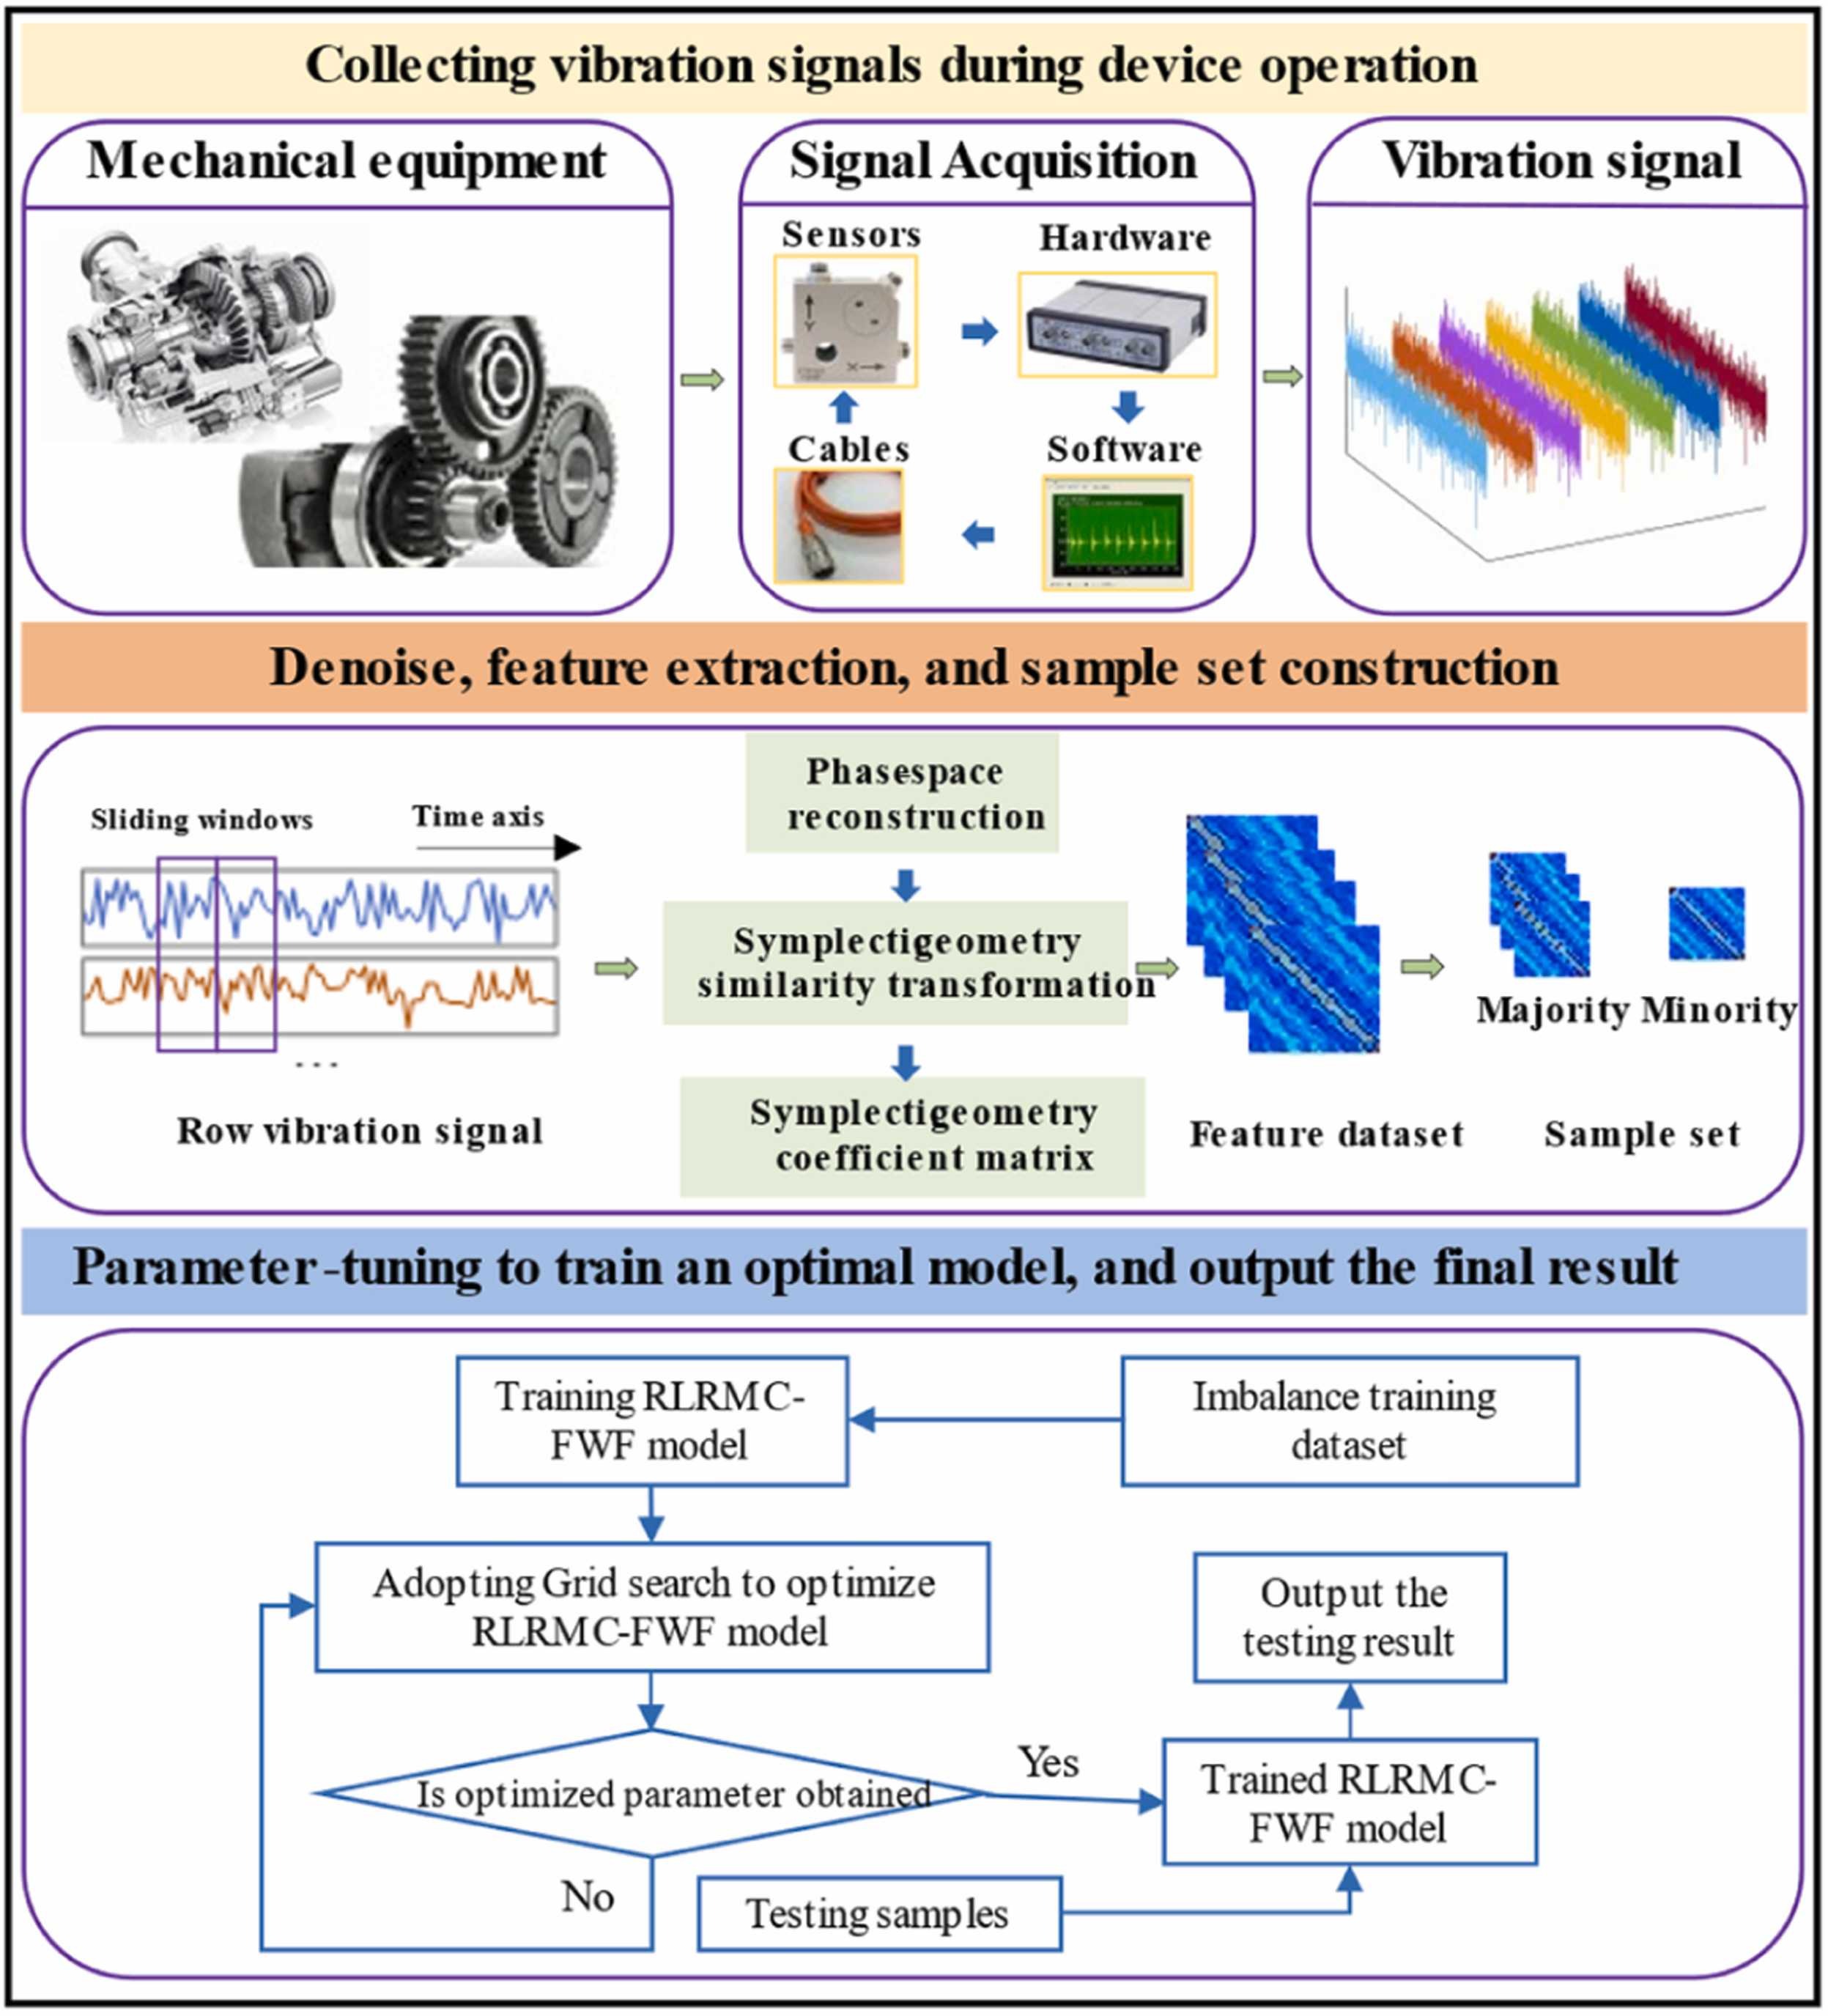 Collecting vibration signals during device operation
Mechanical equipment
Signal Acquisition
Vibration signal
Sensors
Hardware
Cables
Software
Denoise, feature extraction, and sample set construction
Sliding windows
Time axis
Phasespace
reconstruction
Symplectigeometry
similarity transformation
Symplectigeometry
coefficient matrix
Row vibration signal
Majority
Minority
Feature dataset
Sample set
Parameter-tuning to train an optimal model, and output the final result
Training RLRMC-
FWF model
Imbalance training
dataset
Adopting Grid search to optimize
RLRMC-FWF model
Output the
testing result
Is optimized parameter obtained
Yes
Trained RLRMC-
FWF model
No
Testing samples